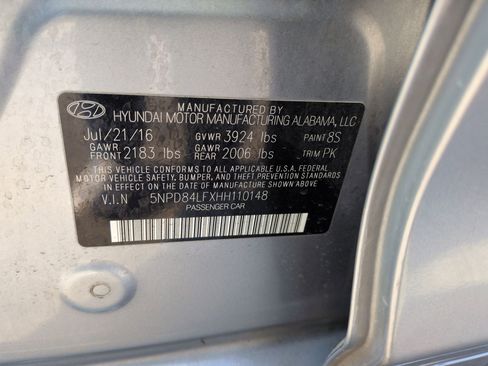 MANUFACTURED BY
HYUNDAI MOTOR MANUFACTURING ALABAMA, LLC
Jul/21/16 GVWR 3924 lbs PAINT 8S
GAWR FRONT 2183 lbs GAWR REAR 2006 lbs TRIM PK
THIS VEHICLE CONFORMS TO ALL APPLICABLE U.S.A FEDERAL
MOTOR VEHICLE SAFETY, BUMPER, AND THEFT PREVENTION STANDARDS
IN EFFECT ON THE DATE OF MANUFACTURE SHOWN ABOVE.
V.I.N 5NPD84LFXHH110148
PASSENGER CAR